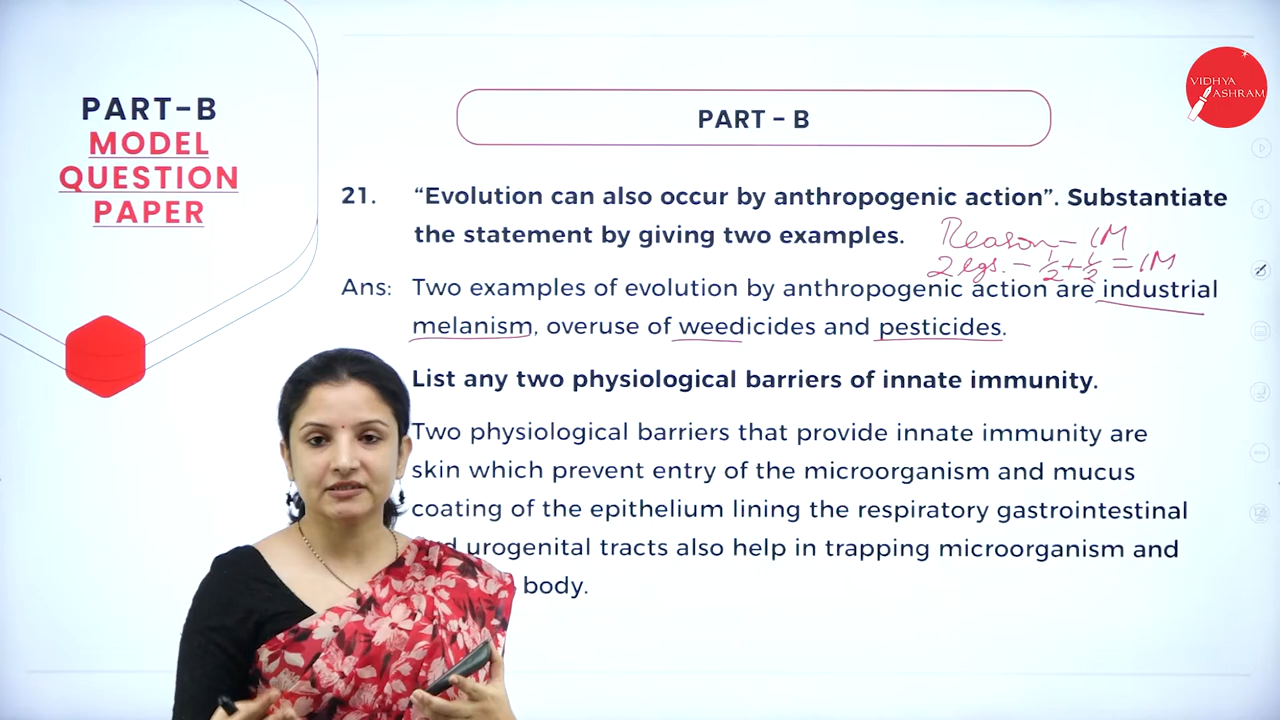 PART-B
MODEL
QUESTION
PAPER
VIDHYA
ASHRAM
PART - B
21. “Evolution can also occur by anthropogenic action”. Substantiate
the statement by giving two examples.
Reason - 1M
2 egs. - 1/2 + 1/2 = 1M
Ans: Two examples of evolution by anthropogenic action are industrial
melanism, overuse of weedicides and pesticides.
List any two physiological barriers of innate immunity.
Two physiological barriers that provide innate immunity are
skin which prevent entry of the microorganism and mucus
coating of the epithelium lining the respiratory gastrointestinal
urogenital tracts also help in trapping microorganism and
body.